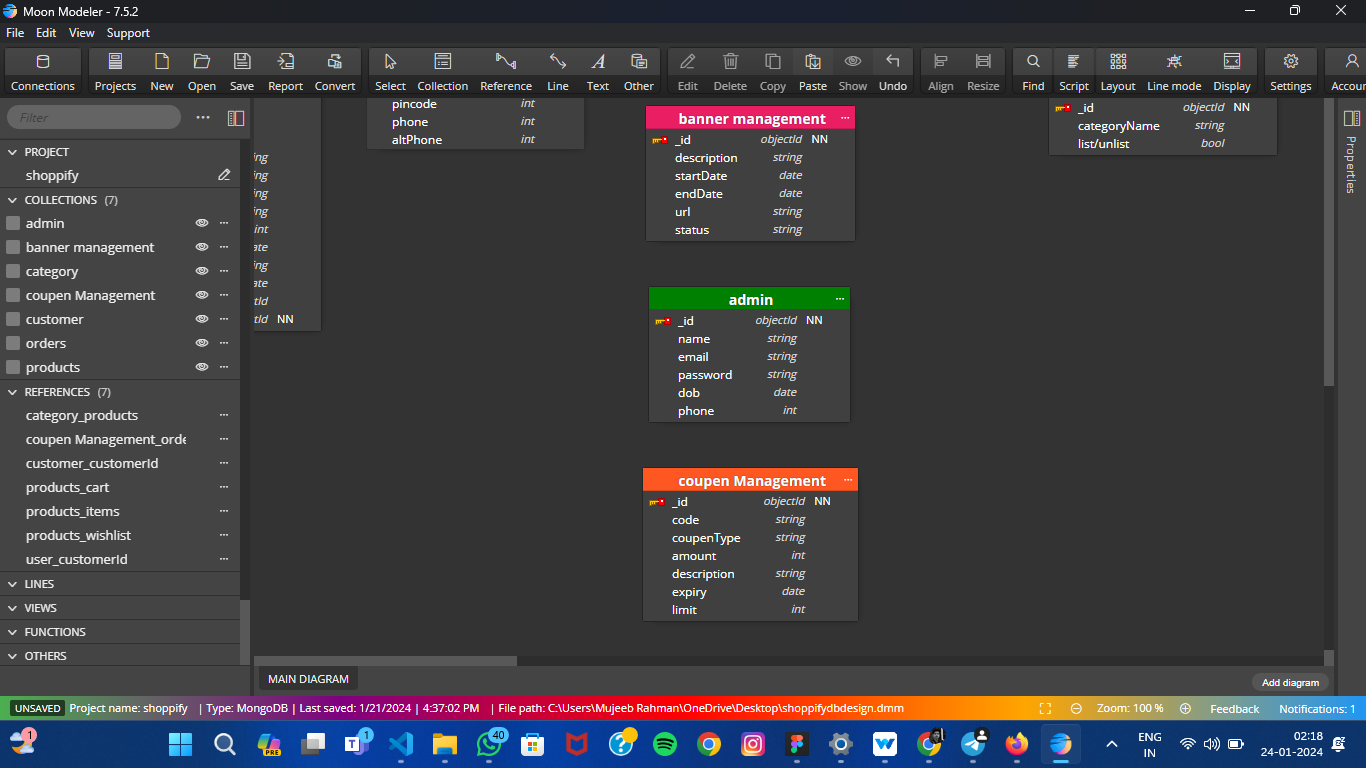 Moon Modeler - 7.5.2
File Edit View Support
Connections Projects New Open Save Report Convert Select Collection Reference Line Text Other Edit Delete Copy Paste Show Undo Align Resize Find Script Layout Line mode Display Settings Accour
Filter
PROJECT
shoppify
COLLECTIONS (7)
admin
banner management
category
coupen Management
customer
orders
products
REFERENCES (7)
category_products
coupen Management_orde
customer_customerId
products_cart
products_items
products_wishlist
user_customerId
LINES
VIEWS
FUNCTIONS
OTHERS
ing
ing
ing
ing
int
ate
ing
ate
ctId
ctId NN
pincode int
phone int
altPhone int
banner management
_id objectId NN
description string
startDate date
endDate date
url string
status string
admin
_id objectId NN
name string
email string
password string
dob date
phone int
coupen Management
_id objectId NN
code string
coupenType string
amount int
description string
expiry date
limit int
_id objectId NN
categoryName string
list/unlist bool
Properties
MAIN DIAGRAM
Add diagram
UNSAVED Project name: shoppify | Type: MongoDB | Last saved: 1/21/2024 | 4:37:02 PM | File path: C:\Users\Mujeeb Rahman\OneDrive\Desktop\shoppifydbdesign.dmm Zoom: 100 % Feedback Notifications: 1
1
PRE
1
40
ENG
IN
02:18
24-01-2024